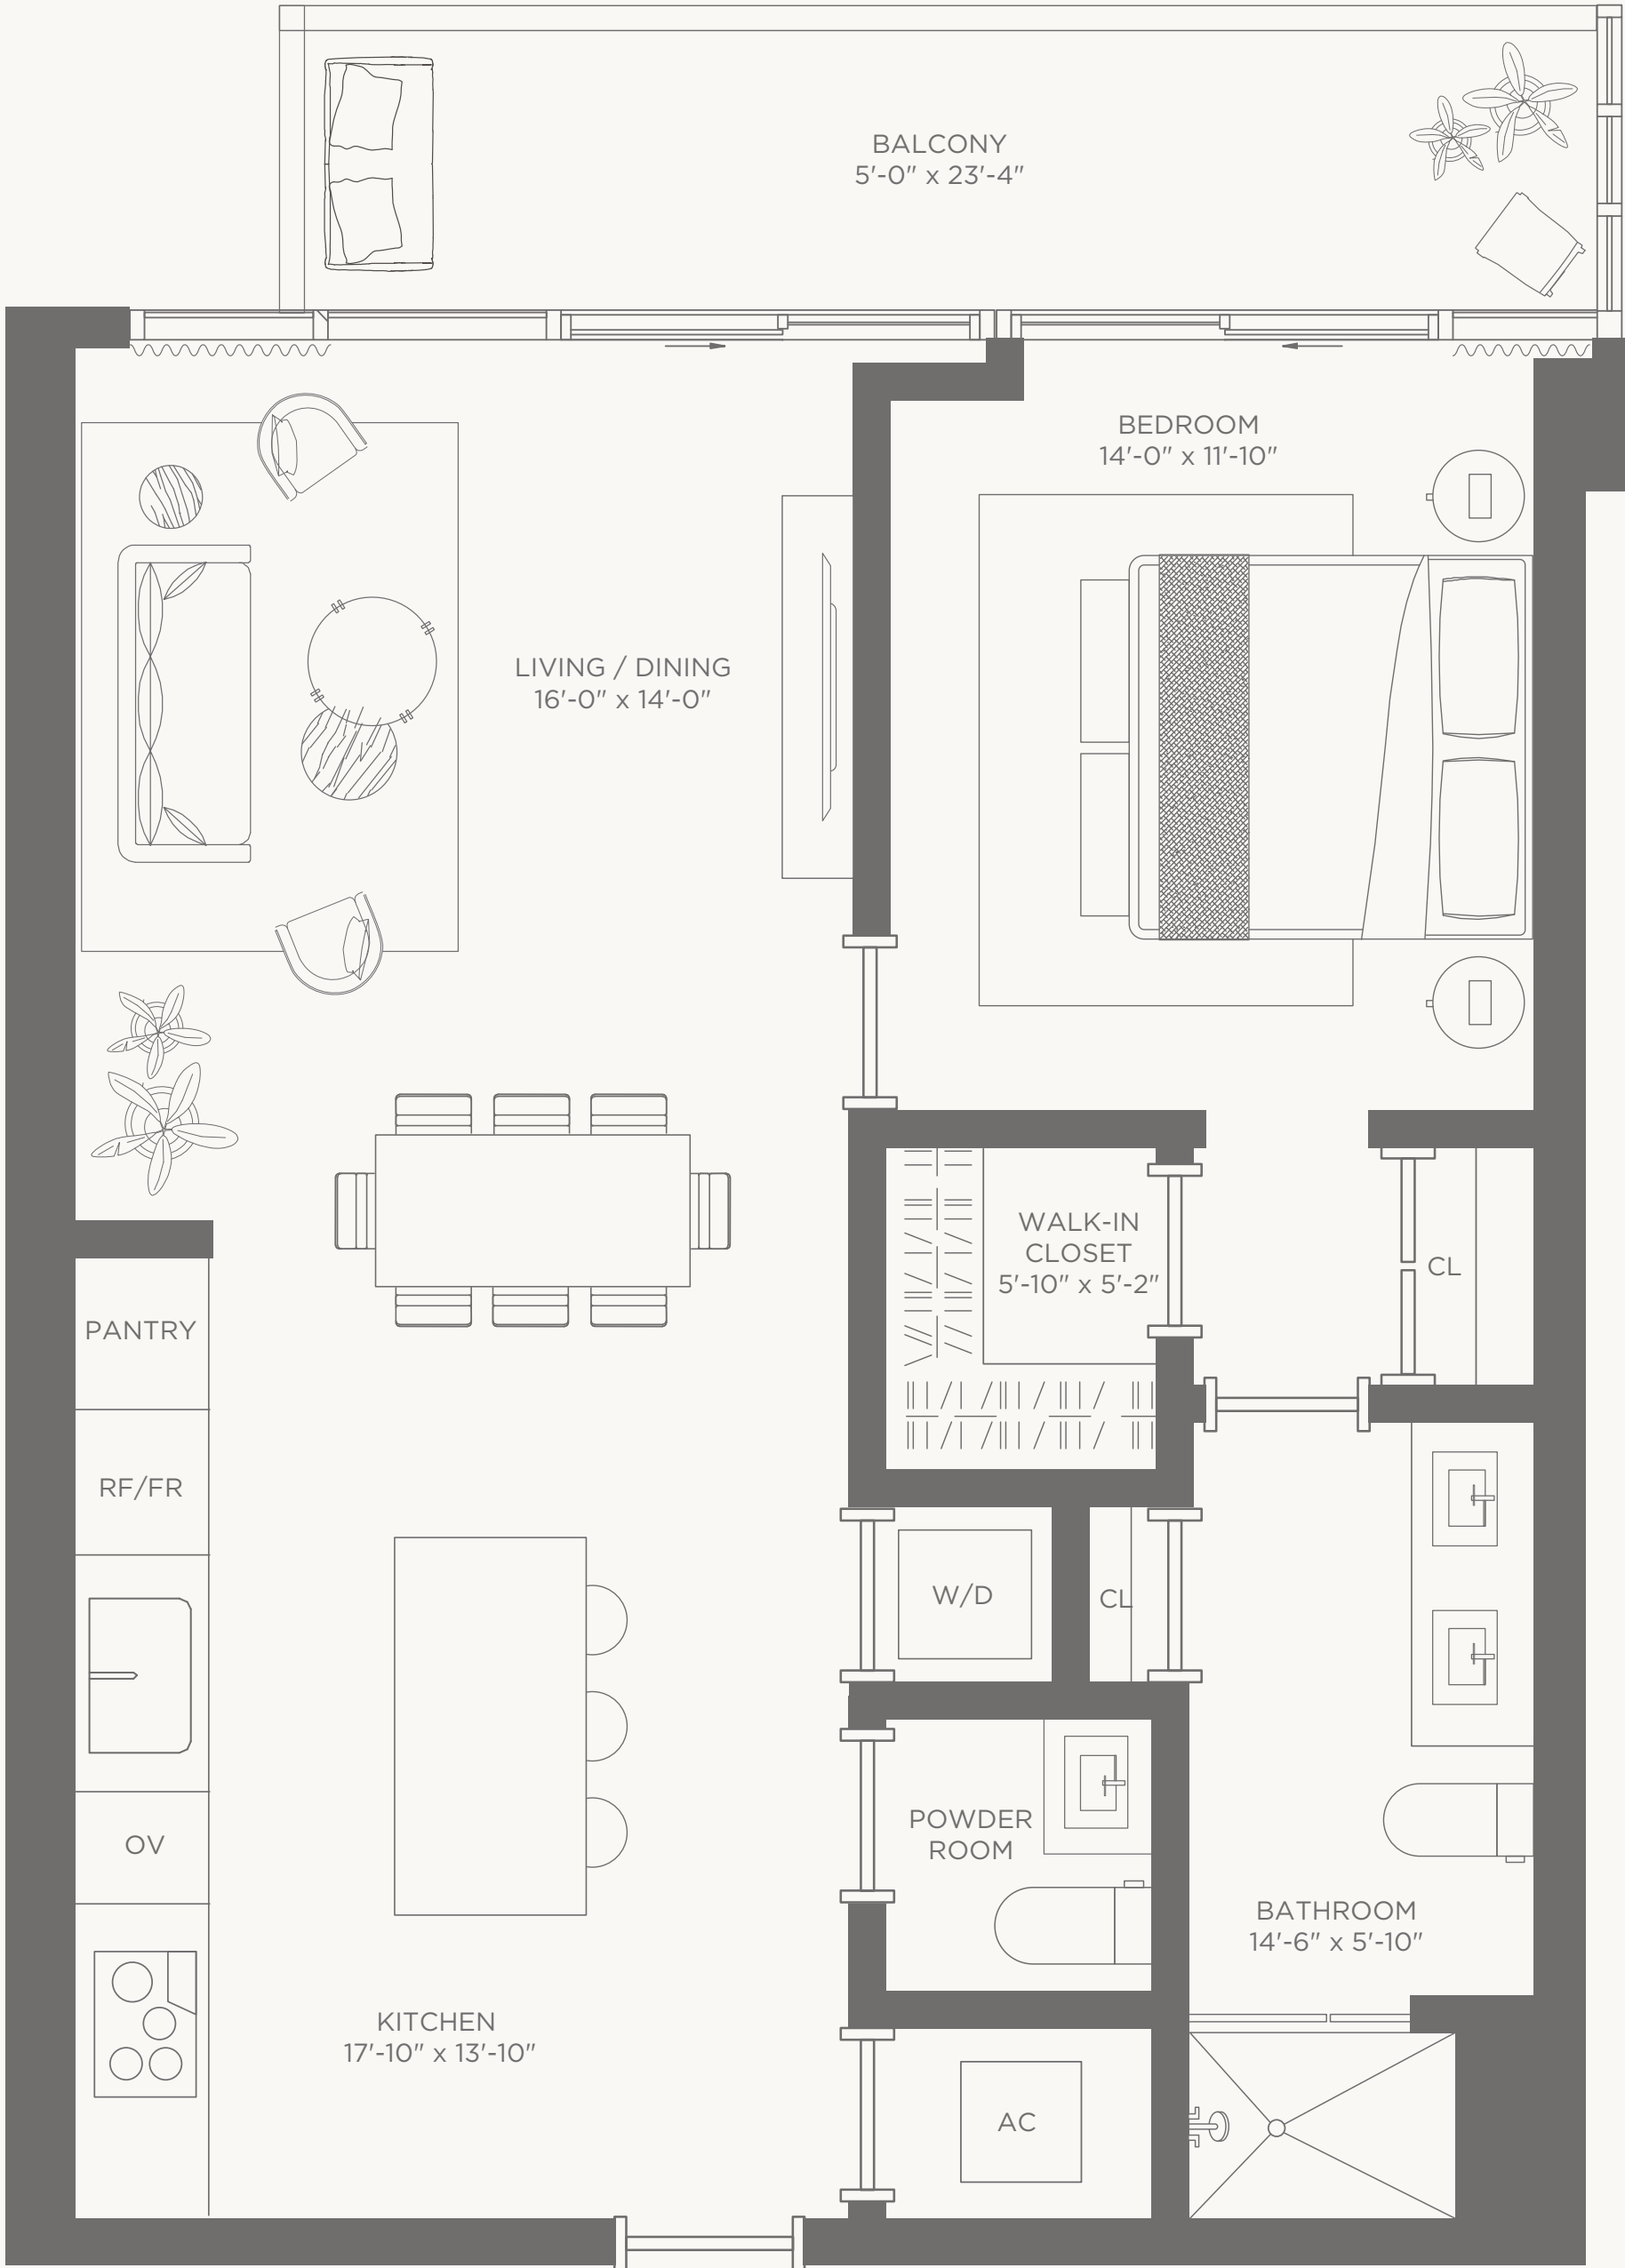 BALCONY
5'-0" x 23'-4"
BEDROOM
14'-0" x 11'-10"
LIVING / DINING
16'-0" x 14'-0"
WALK-IN
CLOSET
5'-10" x 5'-2"
CL
PANTRY
RF/FR
W/D
CL
POWDER
ROOM
OV
BATHROOM
14'-6" x 5'-10"
KITCHEN
17'-10" x 13'-10"
AC